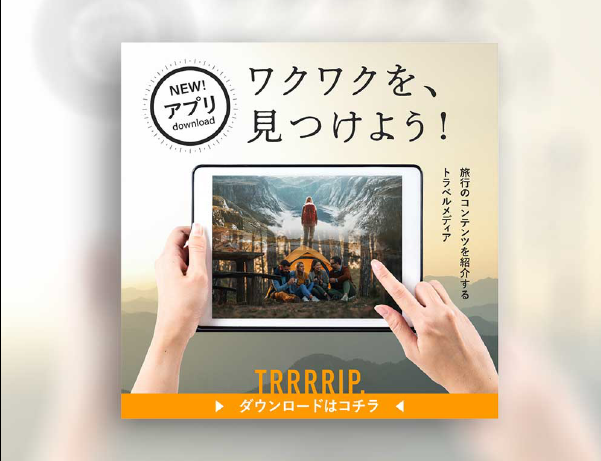 NEW!
アプリ
download
ワクワクを、
見つけよう！
旅行のコンテンツを紹介する
トラベルメディア
TRRRRIP.
▶ ダウンロードはコチラ ◀